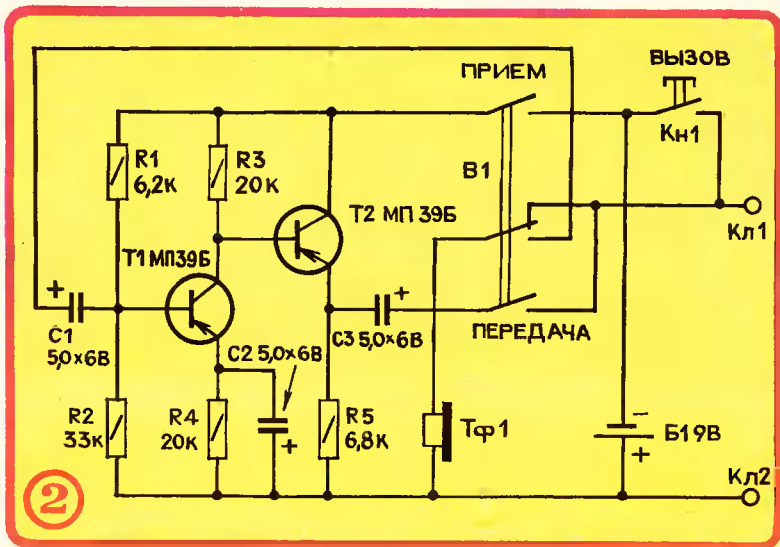 ПРИЕМ
ВЫЗОВ
Кн1
R1
6,2К
R3
20К
В1
Т2 МП 39Б
Кл1
Т1 МП39Б
+
С1
5,0×6В
С2 5,0×6В
+
С3 5,0×6В
ПЕРЕДАЧА
R2
33К
R4
20К
+
R5
6,8К
Тф1
−
Б1 9В
+
Кл2
2